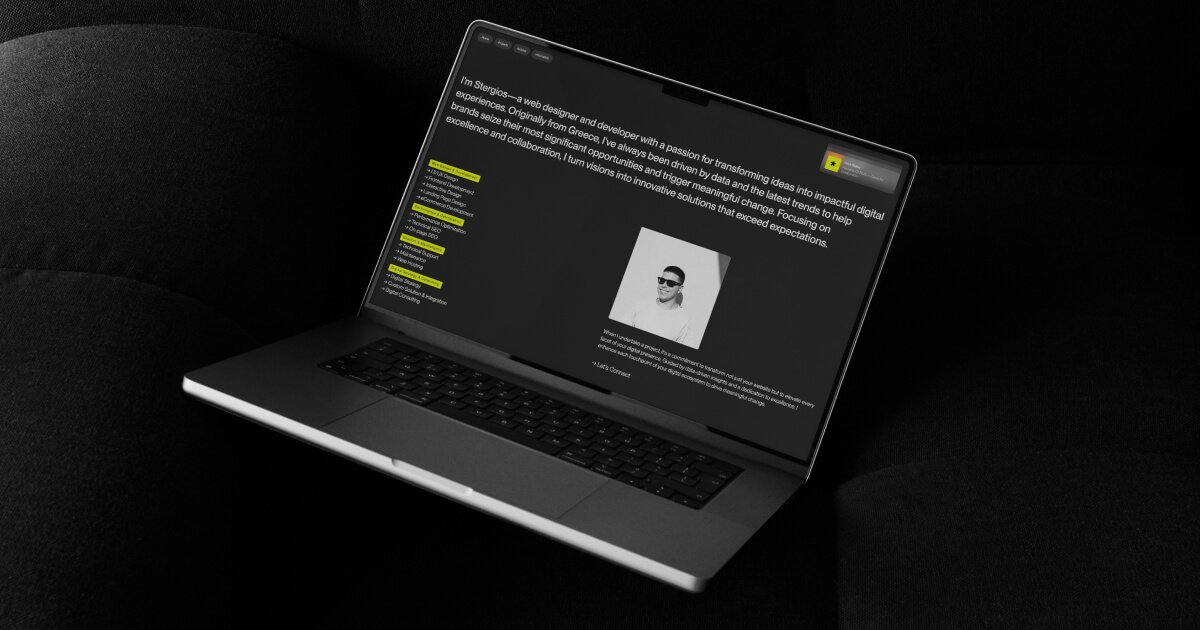 I'm Stergios—a web designer and developer with a passion for transforming ideas into impactful digital
experiences. Originally from Greece, I've always been driven by data and the latest trends to help
brands seize their most significant opportunities and trigger meaningful change. Focusing on
excellence and collaboration, I turn visions into innovative solutions that exceed expectations.
→ UI/UX Design
→ Frontend Development
→ Interactive Design
→ Landing Page Design
→ eCommerce Development
Performance & Optimization
→ Performance Optimization
→ Technical SEO
→ On-page SEO
→ Technical Support
→ Maintenance
→ Web Hosting
→ Digital Strategy
→ Custom Solution & Integration
→ Digital Consulting
When I undertake a project, it's a commitment to transform not just your website but to elevate every
facet of your digital presence. Guided by data-driven insights and a dedication to excellence, I
enhance each touchpoint of your digital ecosystem to drive meaningful change.
→ Let's Connect